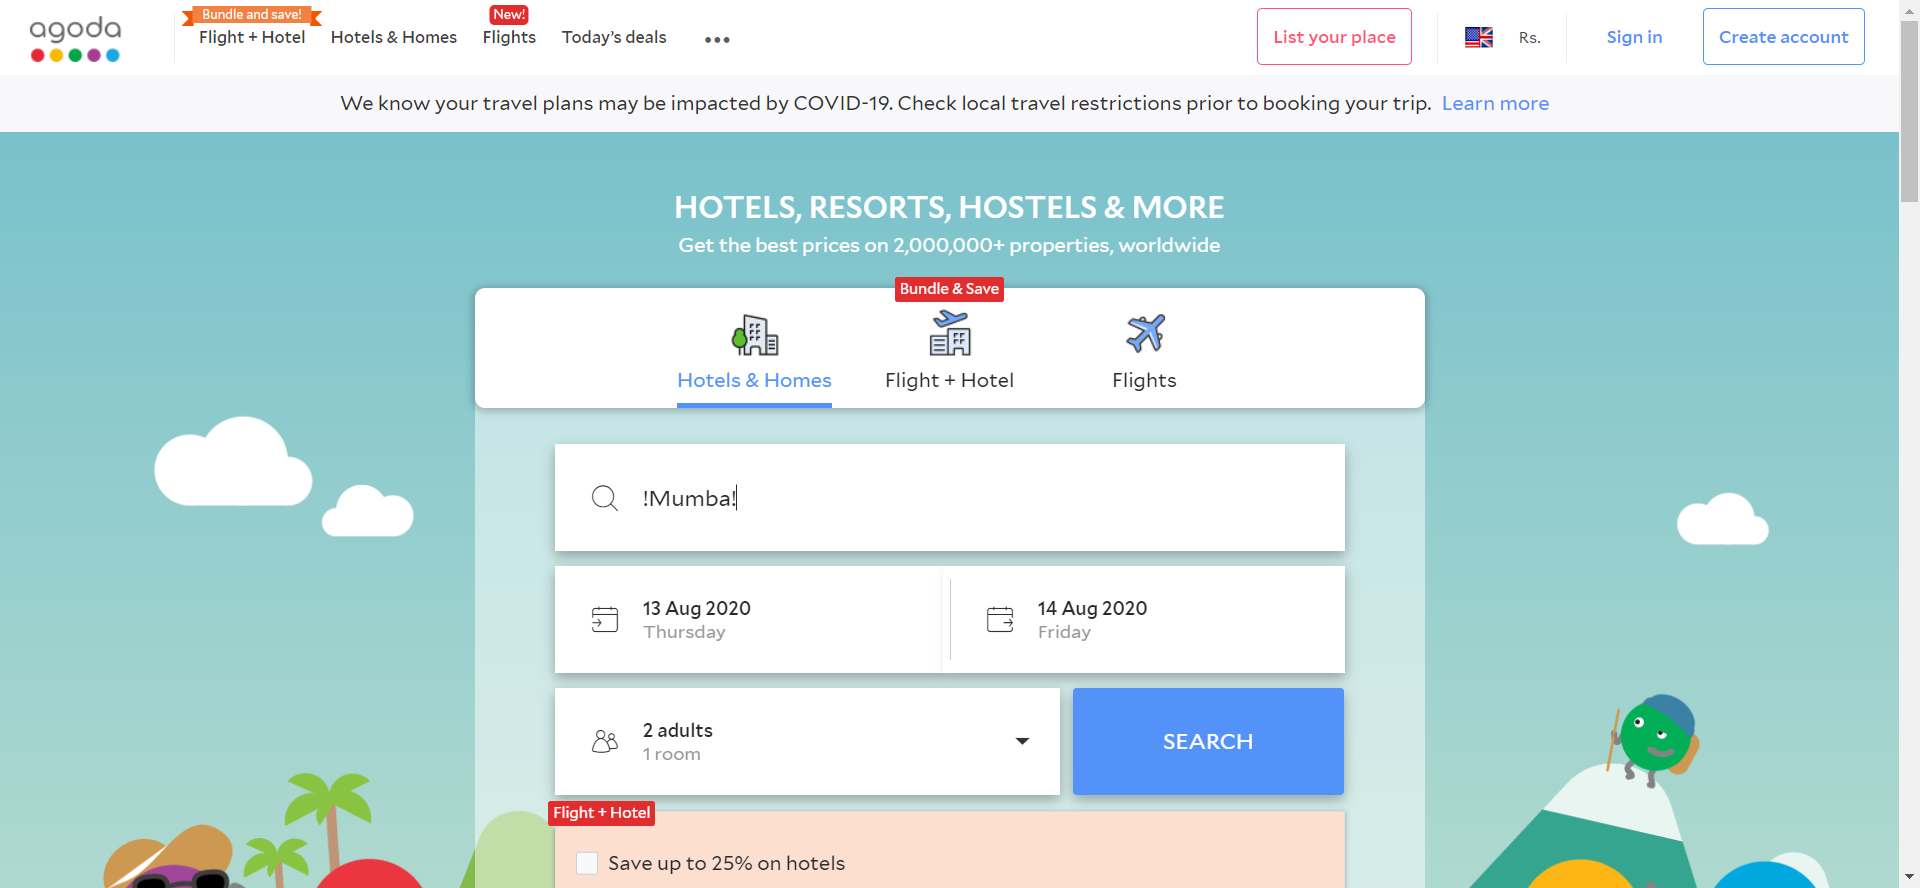 agoda
Bundle and save!
Flight + Hotel
Hotels & Homes
New!
Flights
Today's deals
List your place
Rs.
Sign in
Create account
We know your travel plans may be impacted by COVID-19. Check local travel restrictions prior to booking your trip. Learn more
HOTELS, RESORTS, HOSTELS & MORE
Get the best prices on 2,000,000+ properties, worldwide
Bundle & Save
Hotels & Homes
Flight + Hotel
Flights
!Mumba!
13 Aug 2020
Thursday
14 Aug 2020
Friday
2 adults
1 room
SEARCH
Flight + Hotel
Save up to 25% on hotels